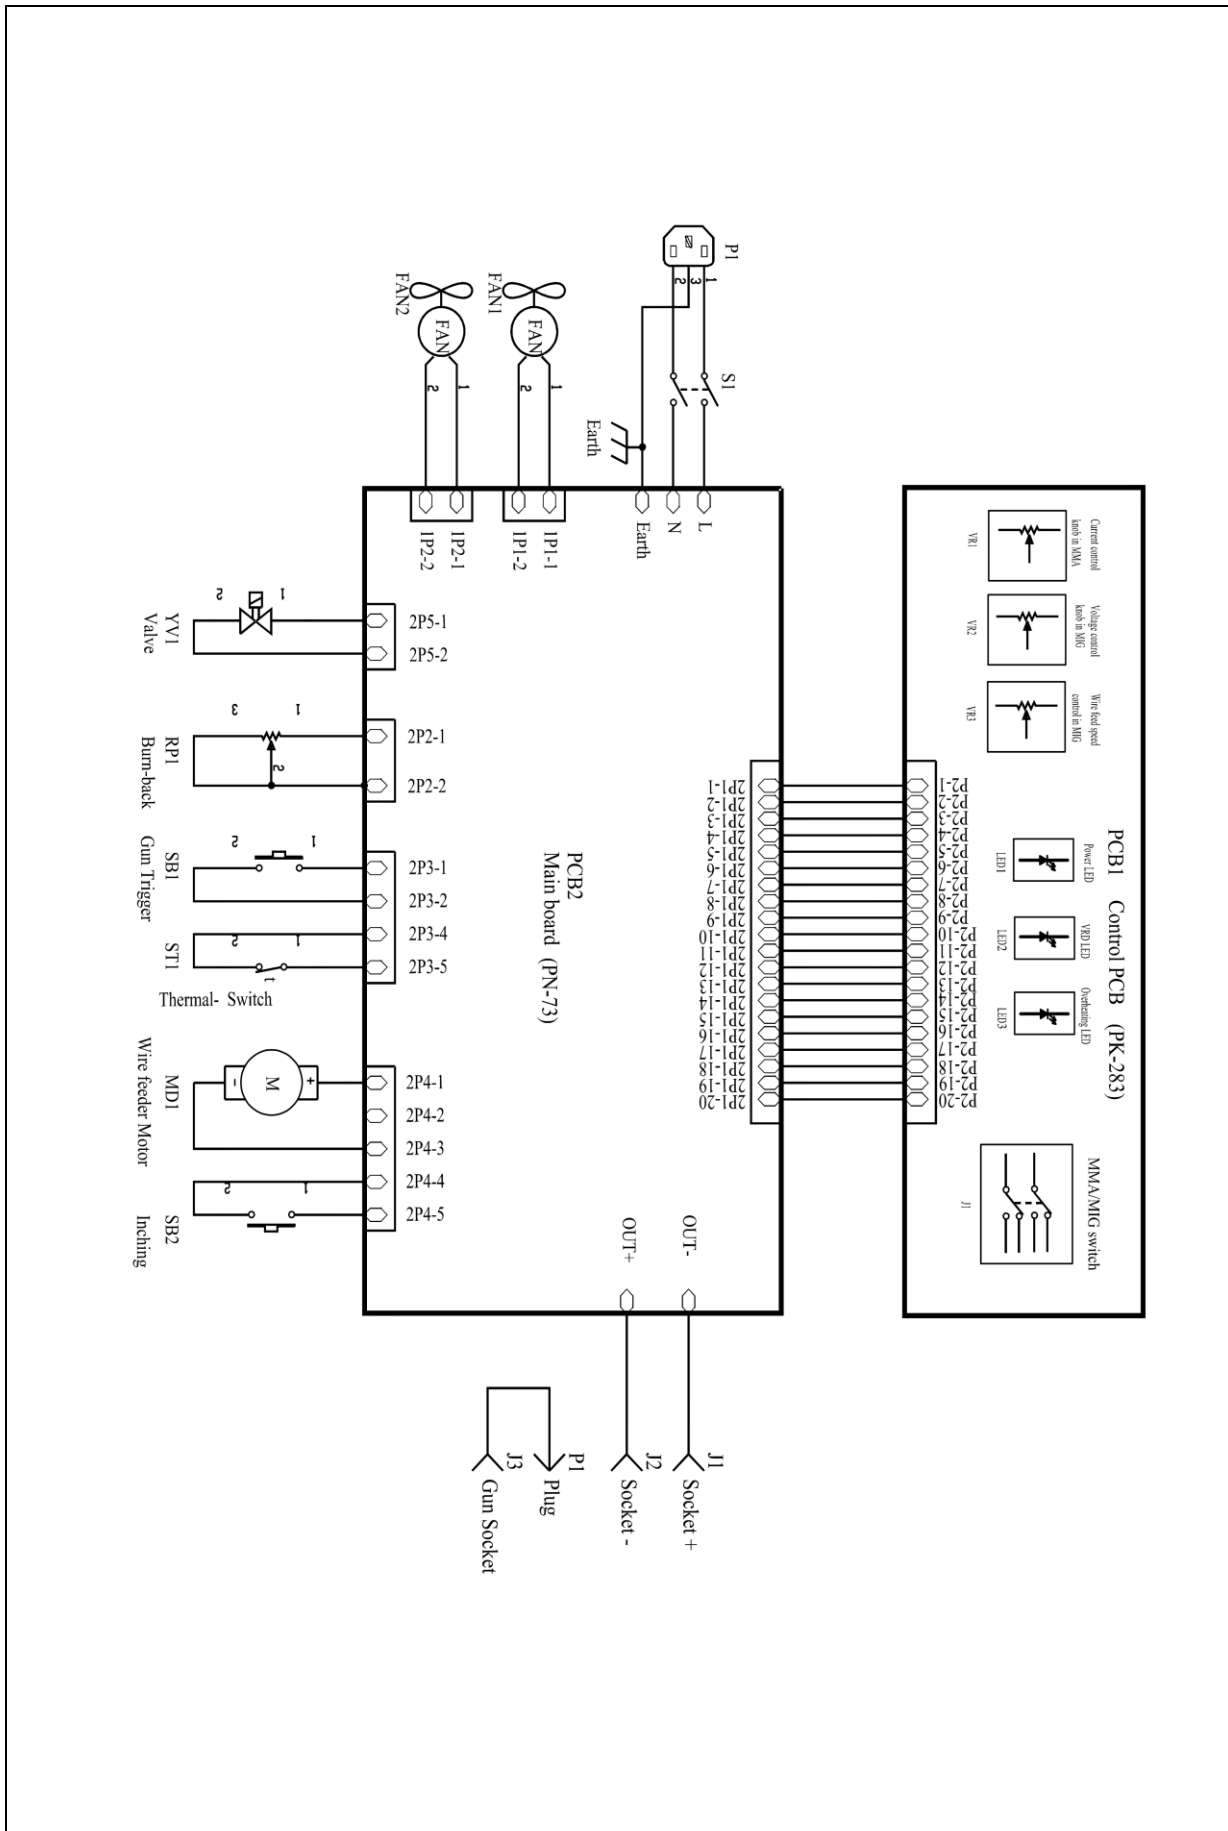 PCB1 Control PCB (PK-283)
Current control
knob in MMA
VR1
Voltage control
knob in MIG
VR2
Wire feed speed
control in MIG
VR3
Power LED
LED1
VRD LED
LED2
Overheating LED
LED3
MMA/MIG switch
J1
P2-1
P2-2
P2-3
P2-4
P2-5
P2-6
P2-7
P2-8
P2-9
P2-10
P2-11
P2-12
P2-13
P2-14
P2-15
P2-16
P2-17
P2-18
P2-19
P2-20
2P1-1
2P1-2
2P1-3
2P1-4
2P1-5
2P1-6
2P1-7
2P1-8
2P1-9
2P1-10
2P1-11
2P1-12
2P1-13
2P1-14
2P1-15
2P1-16
2P1-17
2P1-18
2P1-19
2P1-20
P1
1
3
2
S1
L
N
Earth
Earth
FAN1
FAN
1
2
1P1-1
1P1-2
FAN2
FAN
1
2
1P2-1
1P2-2
PCB2
Main board (PN-73)
OUT-
OUT+
J1
Socket +
J2
Socket -
P1
Plug
J3
Gun Socket
2P5-1
2P5-2
1
2
YV1
Valve
2P2-1
2P2-2
1
2
3
RP1
Burn-back
2P3-1
2P3-2
2P3-4
2P3-5
1
2
SB1
Gun Trigger
1
2
t
ST1
Thermal- Switch
2P4-1
2P4-2
2P4-3
2P4-4
2P4-5
+
M
-
MD1
Wire feeder Motor
1
2
SB2
Inching